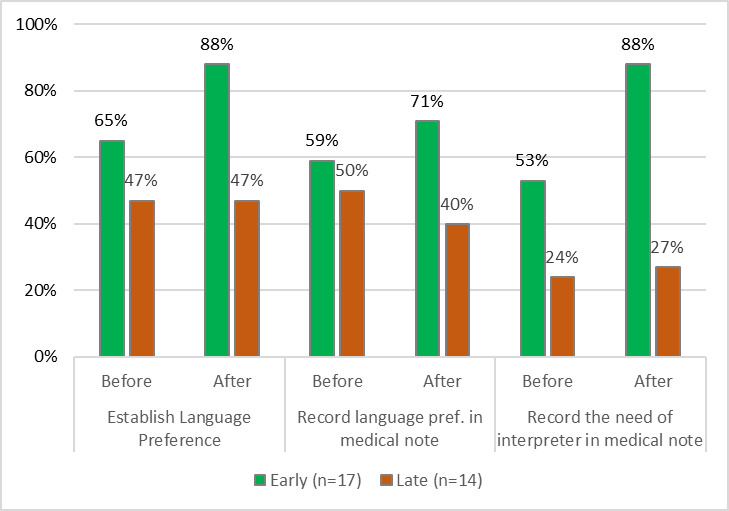 100%
80%
60%
40%
20%
0%
65%
47%
88%
47%
59%
50%
71%
40%
53%
24%
88%
27%
Before
After
Before
After
Before
After
Establish Language
Preference
Record language pref. in
medical note
Record the need of
interpreter in medical note
Early (n=17)
Late (n=14)